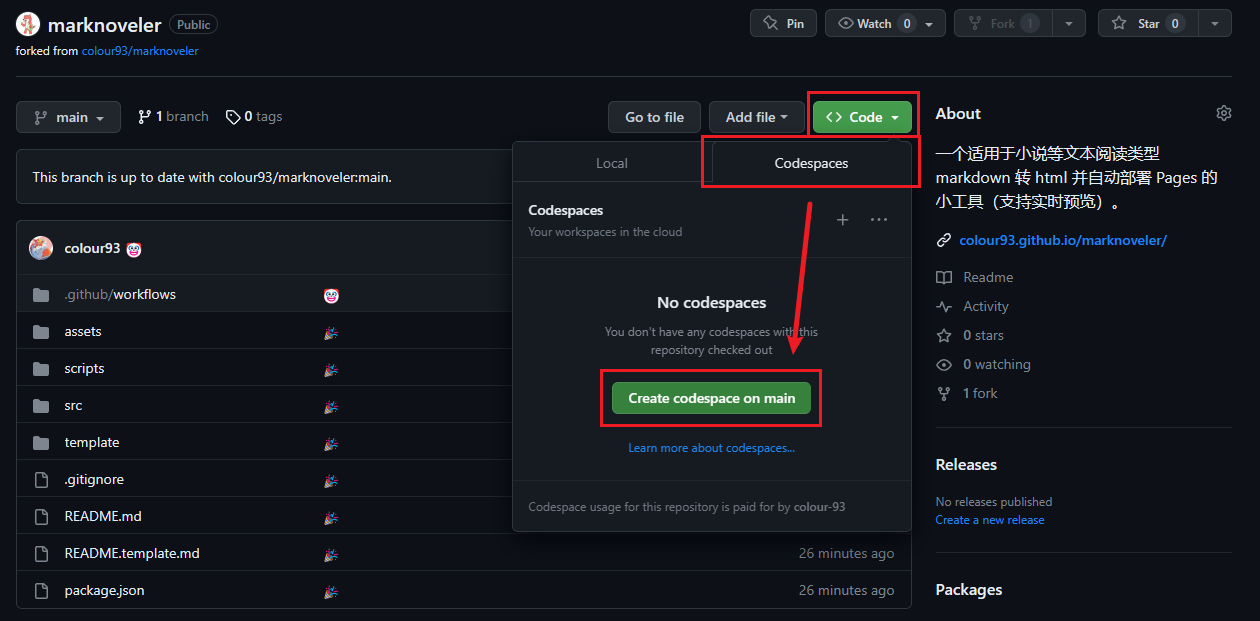 marknoveler Public
Pin
Watch 0
Fork 1
Star 0
forked from colour93/marknoveler
main
1 branch
0 tags
Go to file
Add file
<> Code
This branch is up to date with colour93/marknoveler:main.
Local
Codespaces
Codespaces
Your workspaces in the cloud
No codespaces
You don't have any codespaces with this
repository checked out
Create codespace on main
Learn more about codespaces...
Codespace usage for this repository is paid for by colour-93
colour93
.github/workflows
assets
scripts
src
template
.gitignore
README.md
README.template.md
26 minutes ago
package.json
26 minutes ago
About
一个适用于小说等文本阅读类型
markdown 转 html 并自动部署 Pages 的
小工具（支持实时预览）。
colour93.github.io/marknoveler/
Readme
Activity
0 stars
0 watching
1 fork
Releases
No releases published
Create a new release
Packages